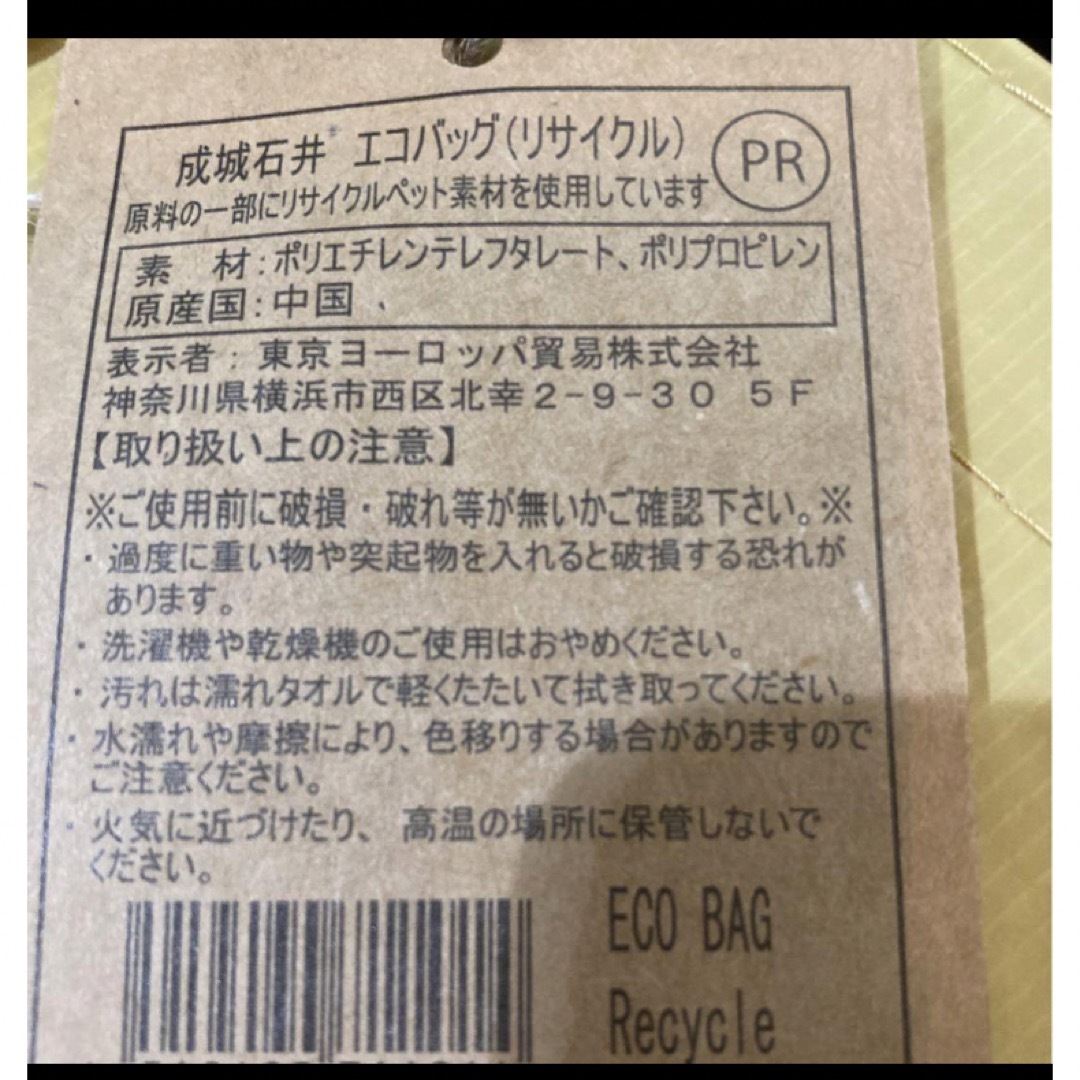 成城石井 エコバッグ(リサイクル)
PR
原料の一部にリサイクルペット素材を使用しています
素 材:ポリエチレンテレフタレート、ポリプロピレン
原産国:中国
表示者:東京ヨーロッパ貿易株式会社
神奈川県横浜市西区北幸2-9-30 5F
【取り扱い上の注意】
※ご使用前に破損・破れ等が無いかご確認下さい。※
・過度に重い物や突起物を入れると破損する恐れが
あります。
・洗濯機や乾燥機のご使用はおやめください。
・汚れは濡れタオルで軽くたたいて拭き取ってください。
・水濡れや摩擦により、色移りする場合がありますので
ご注意ください。
・火気に近づけたり、高温の場所に保管しないで
ください。
ECO BAG
Recycle